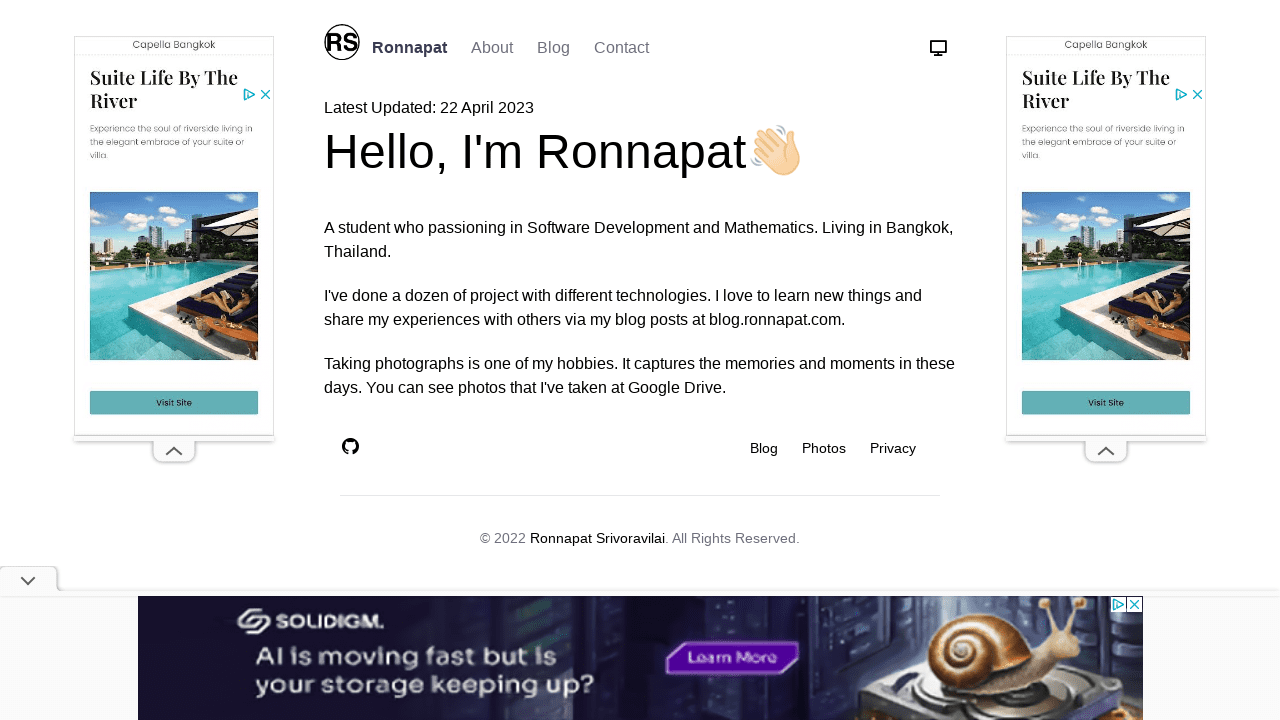 RS Ronnapat About Blog Contact
Latest Updated: 22 April 2023
Hello, I'm Ronnapat
A student who passioning in Software Development and Mathematics. Living in Bangkok,
Thailand.
I've done a dozen of project with different technologies. I love to learn new things and
share my experiences with others via my blog posts at blog.ronnapat.com.
Taking photographs is one of my hobbies. It captures the memories and moments in these
days. You can see photos that I've taken at Google Drive.
Blog Photos Privacy
© 2022 Ronnapat Srivoravilai. All Rights Reserved.
Capella Bangkok
Suite Life By The
River
Experience the soul of riverside living in
the elegant embrace of your suite or
villa.
Visit Site
Capella Bangkok
Suite Life By The
River
Experience the soul of riverside living in
the elegant embrace of your suite or
villa.
Visit Site
SOLIDIGM.
AI is moving fast but is
your storage keeping up?
Learn More